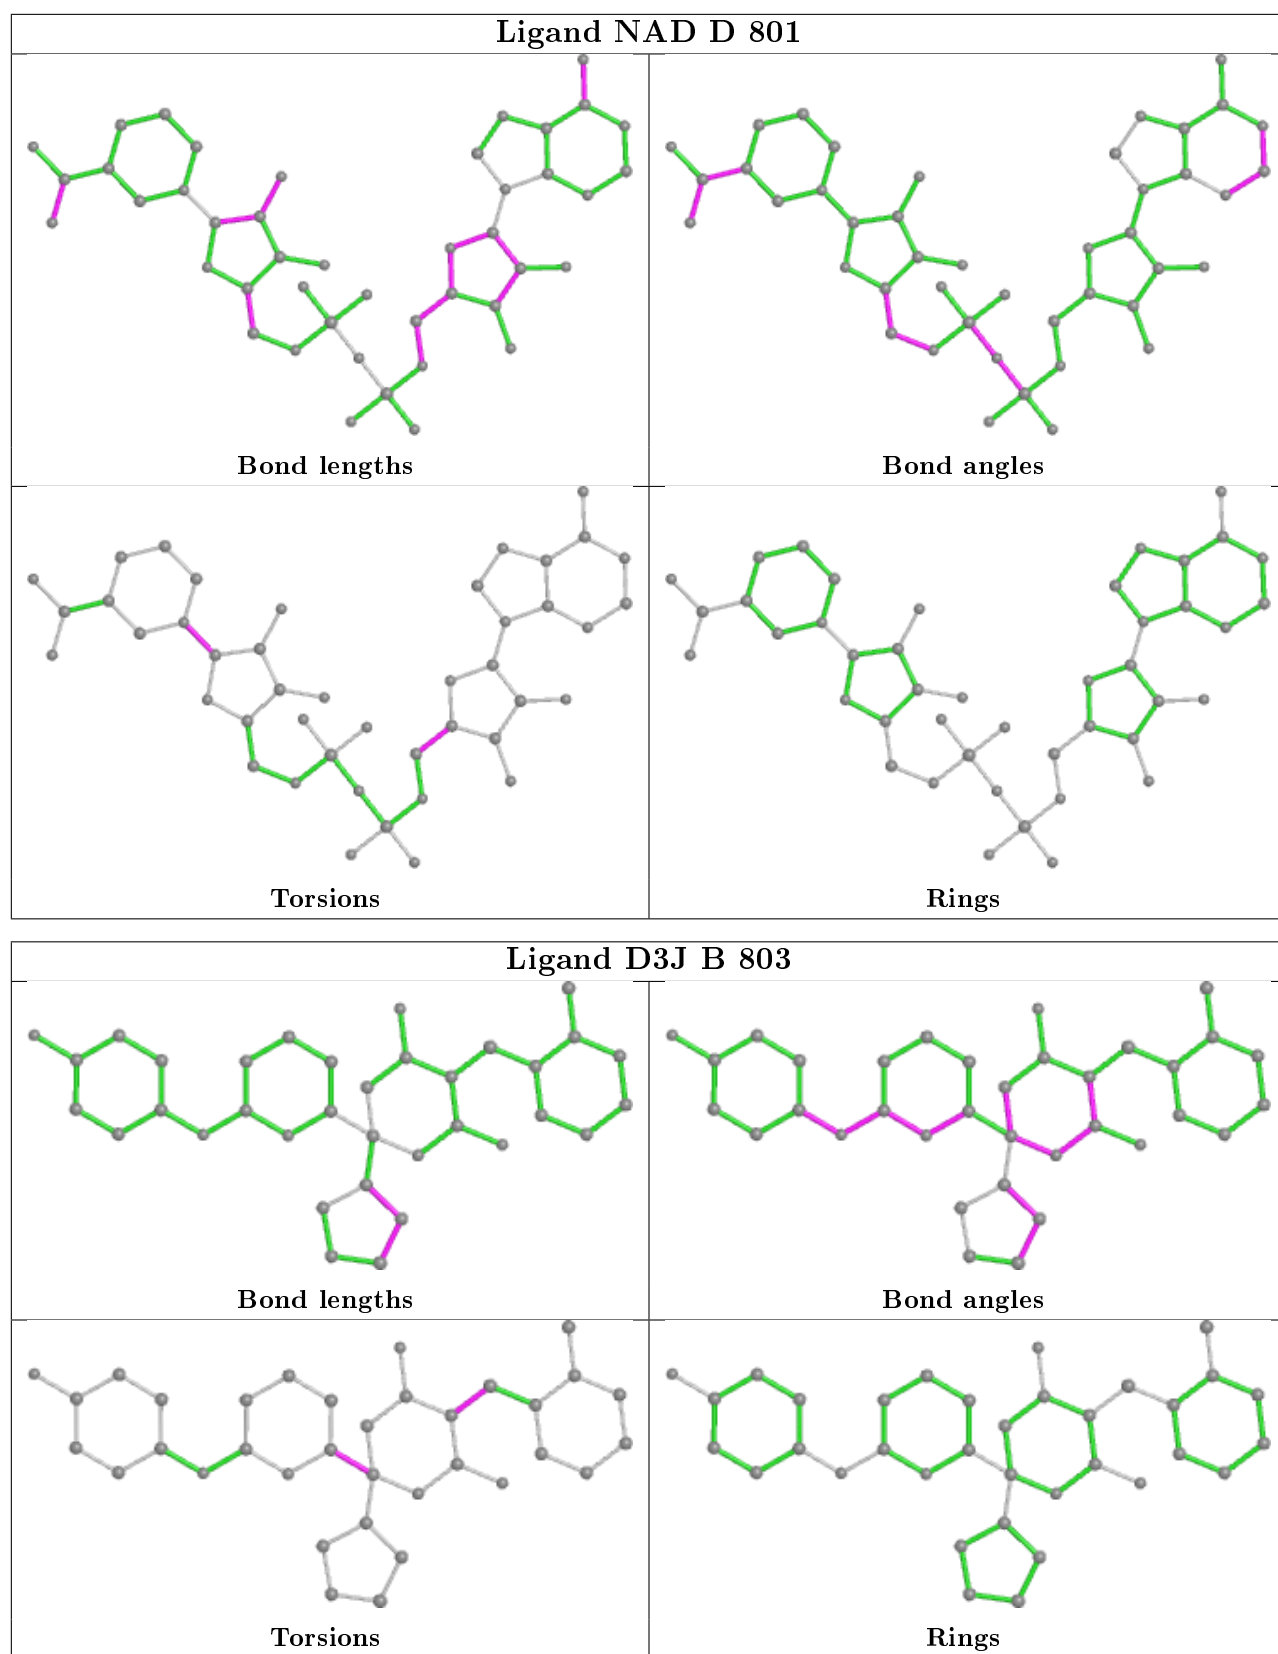 Ligand NAD D 801
Bond lengths
Bond angles
Torsions
Rings
Ligand D3J B 803
Bond lengths
Bond angles
Torsions
Rings